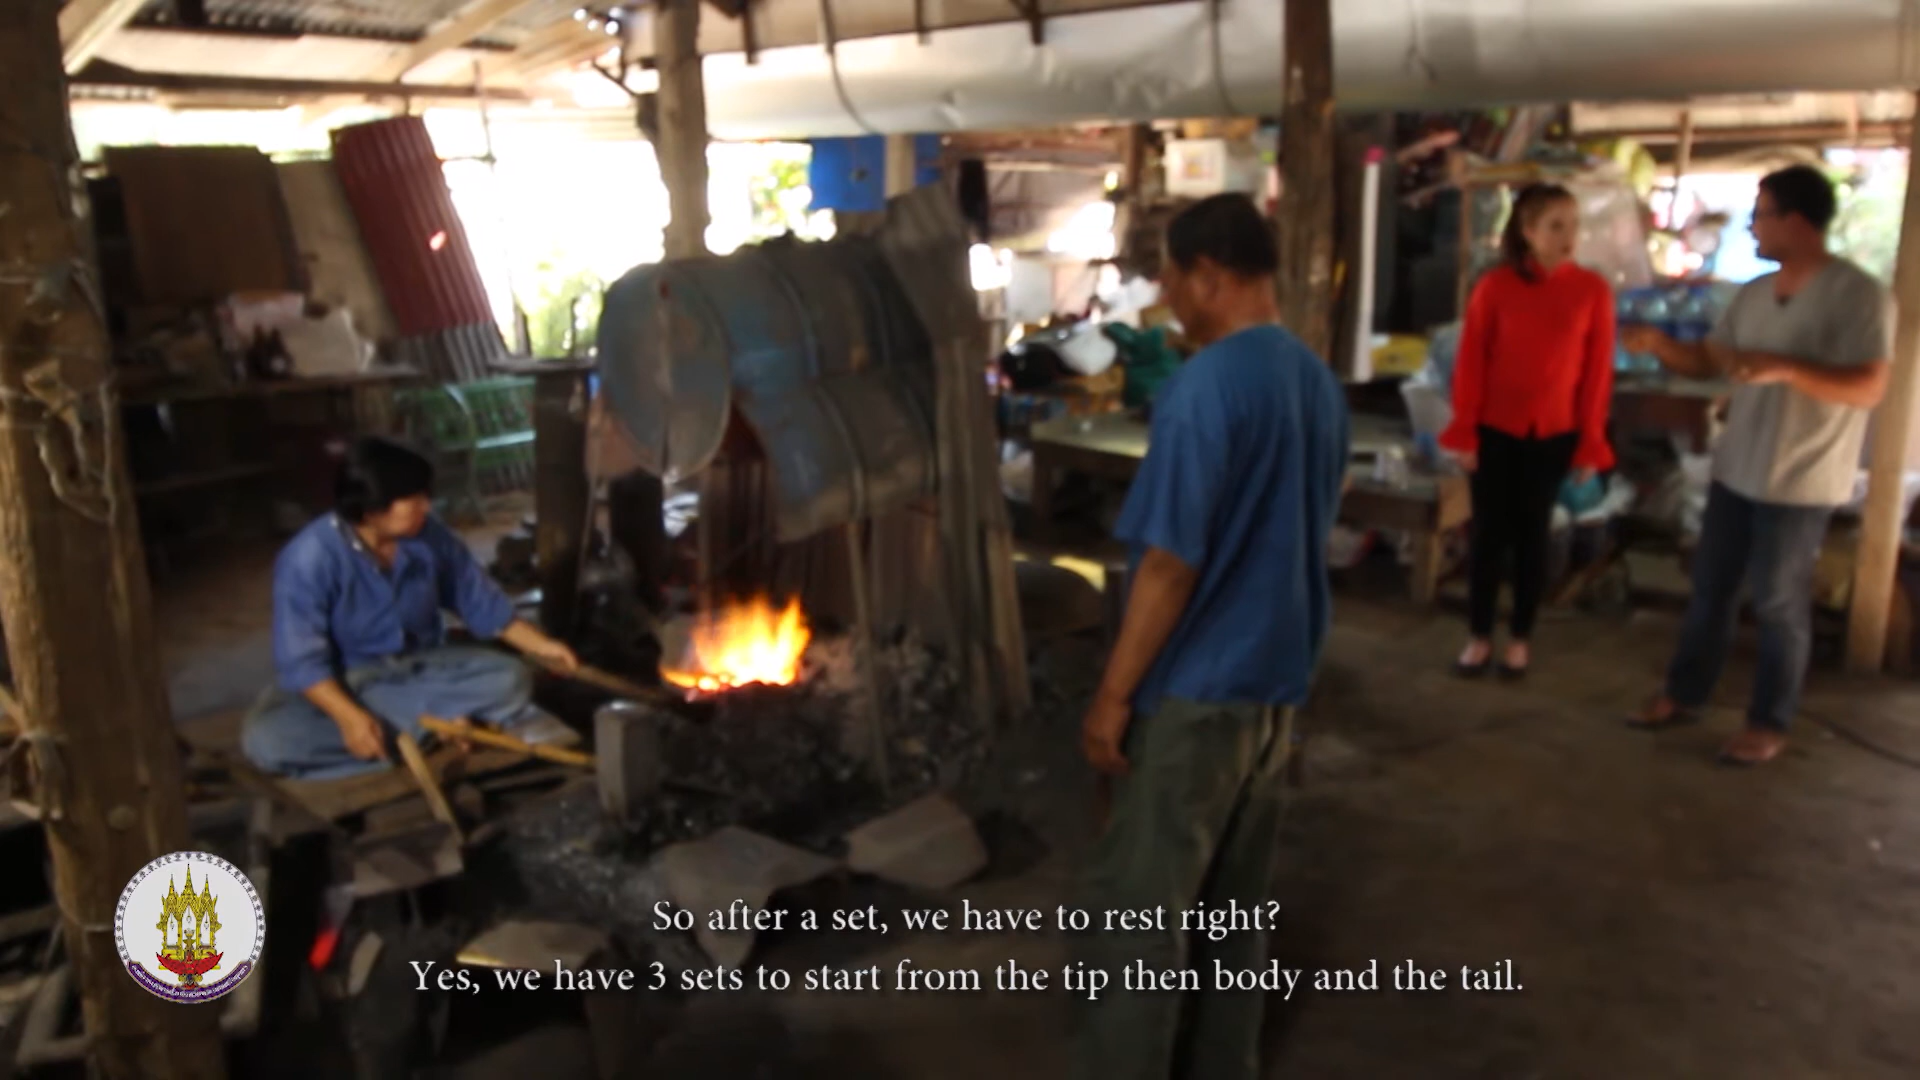 So after a set, we have to rest right?
Yes, we have 3 sets to start from the tip then body and the tail.